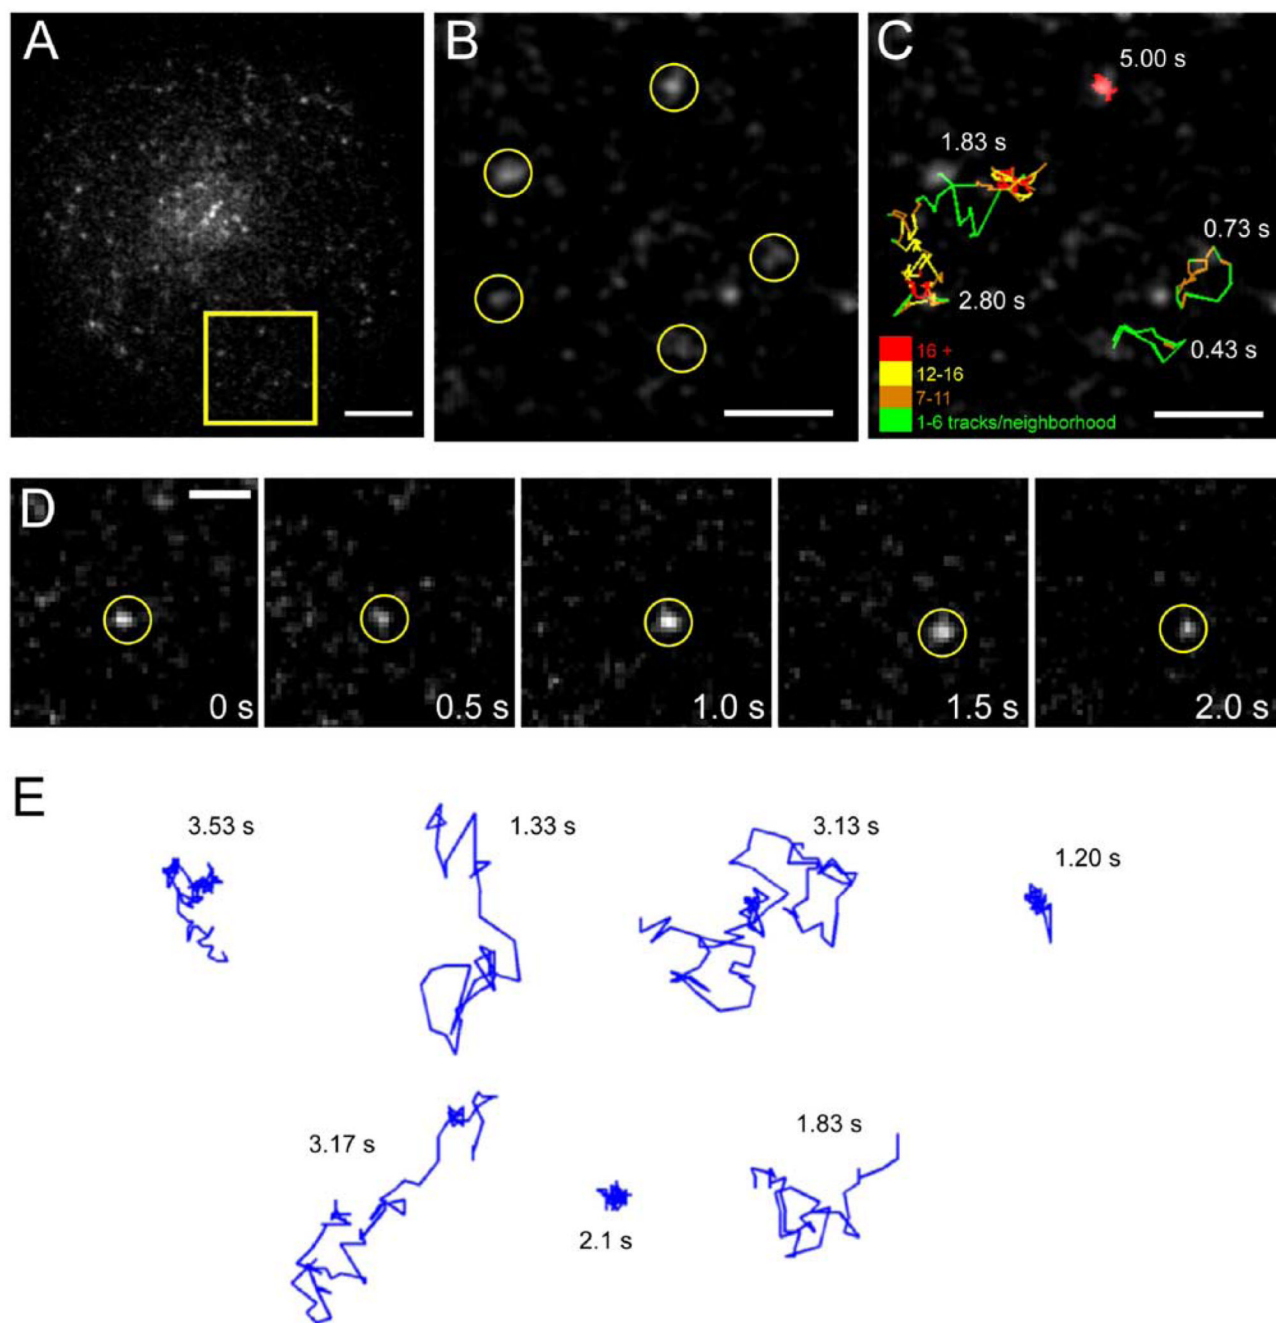 A
B
C
5.00 s
1.83 s
0.73 s
2.80 s
0.43 s
16 +
12-16
7-11
1-6 tracks/neighborhood
D
0 s
0.5 s
1.0 s
1.5 s
2.0 s
E
3.53 s
1.33 s
3.13 s
1.20 s
3.17 s
2.1 s
1.83 s